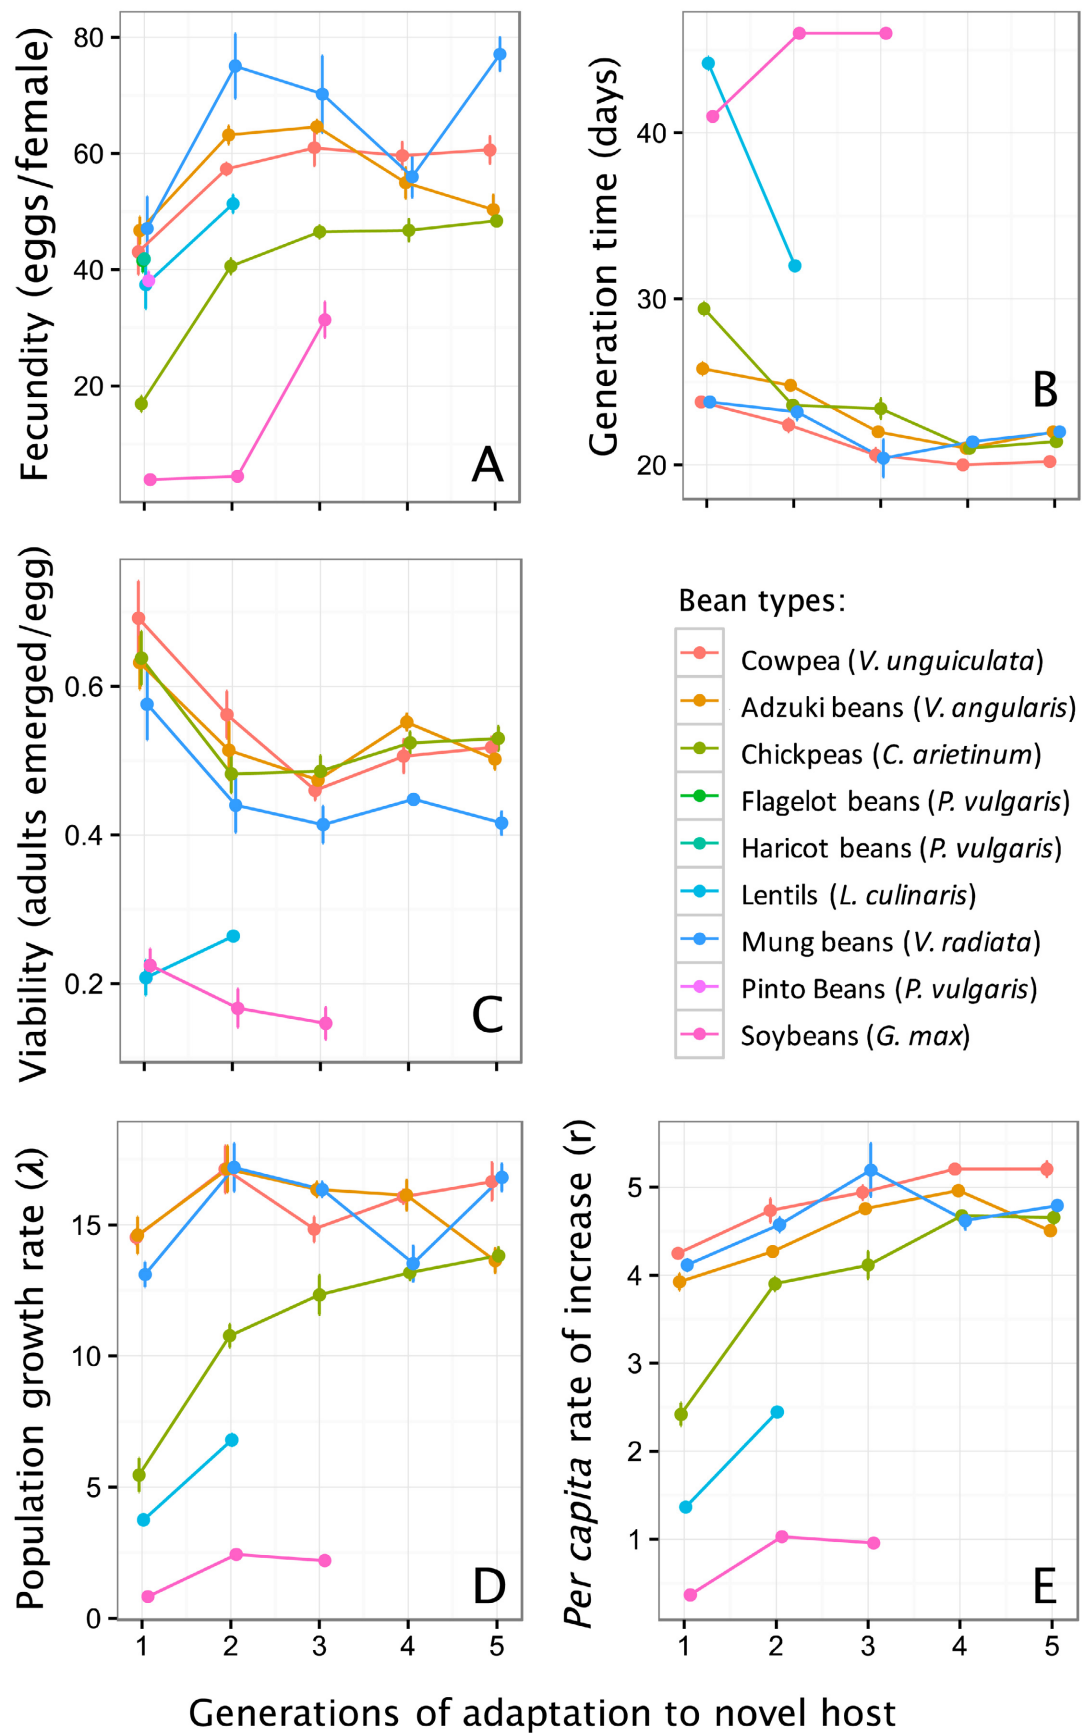 Fecundity (eggs/female)
80
60
40
20
A
Generation time (days)
40
30
20
B
Viability (adults emerged/egg)
0.6
0.4
0.2
C
Bean types:
Cowpea (V. unguiculata)
Adzuki beans (V. angularis)
Chickpeas (C. arietinum)
Flagelot beans (P. vulgaris)
Haricot beans (P. vulgaris)
Lentils (L. culinaris)
Mung beans (V. radiata)
Pinto Beans (P. vulgaris)
Soybeans (G. max)
Population growth rate (λ)
15
10
5
0
D
1 2 3 4 5
Per capita rate of increase (r)
5
4
3
2
1
E
1 2 3 4 5
Generations of adaptation to novel host